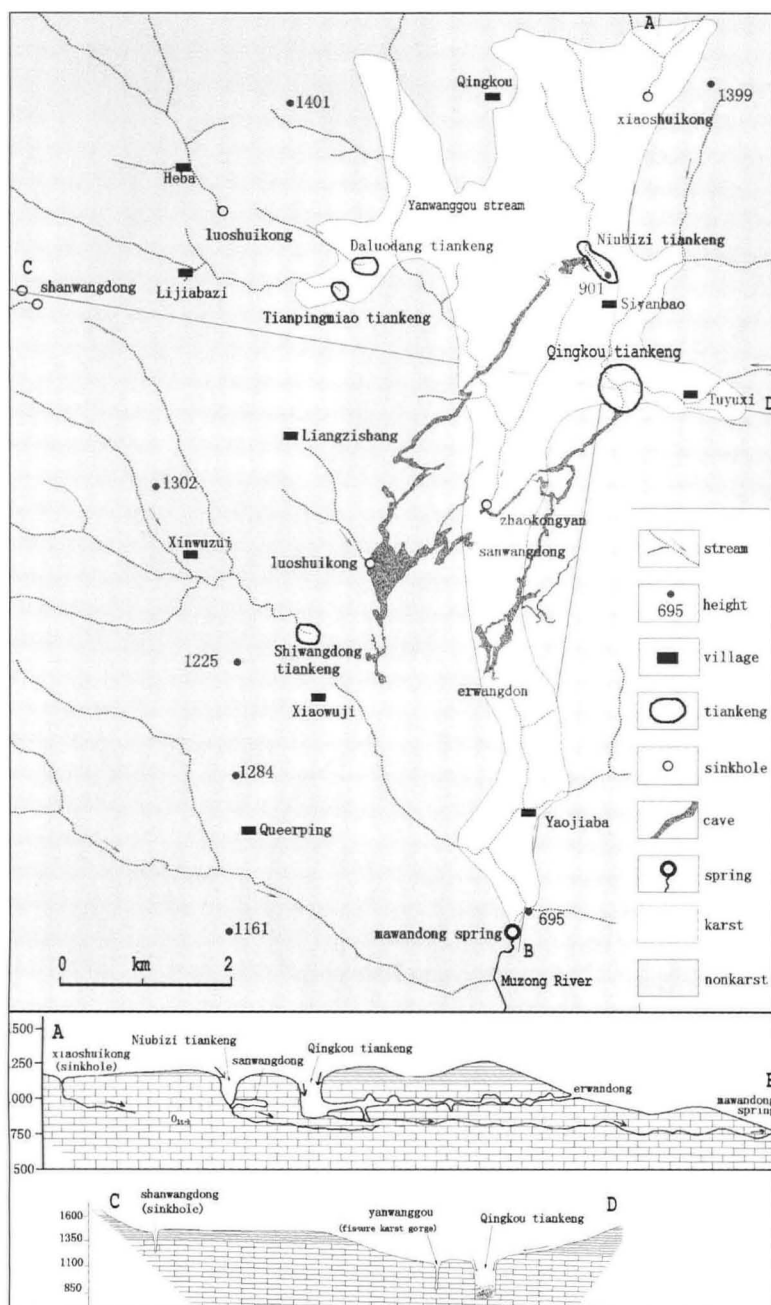 A
Qingkou
1401
1399
xiaoshuikong
Heba
Yanwanggou stream
luoshuikong
Niubizi tiankeng
Daluodang tiankeng
C
shanwangdong
Lijiabazi
901
Siyanbao
Tianpingmiao tiankeng
Qingkou tiankeng
Tuyuxi
D
Liangzishang
1302
zhaokongyan
sanwangdong
stream
Xinwuzui
luoshuikong
height
695
Shiwangdong
tiankeng
1225
village
erwangdon
Xiaowuji
tiankeng
1284
sinkhole
Queerping
Yaojiaba
cave
spring
695
1161
mawandong spring
B
karst
0 km 2
Muzong River
nonkarst
A
xiaoshuikong
(sinkhole)
Niubizi tiankeng
sanwangdong
Qingkou tiankeng
erwandong
mawandong
spring
.500
1250
000
750
500
C
shanwangdong
(sinkhole)
yanwanggou
(fissure karst gorge)
Qingkou tiankeng
D
1600
1350
1100
850